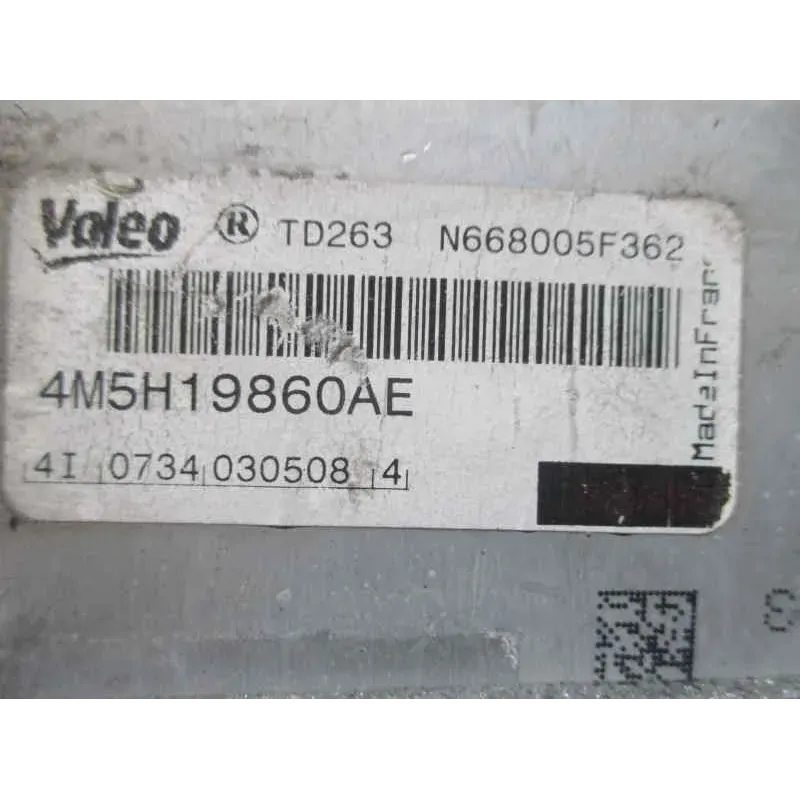 Valeo ® TD263 N668005F362
4M5H19860AE
4I 0734 030508 4
MadeInFran